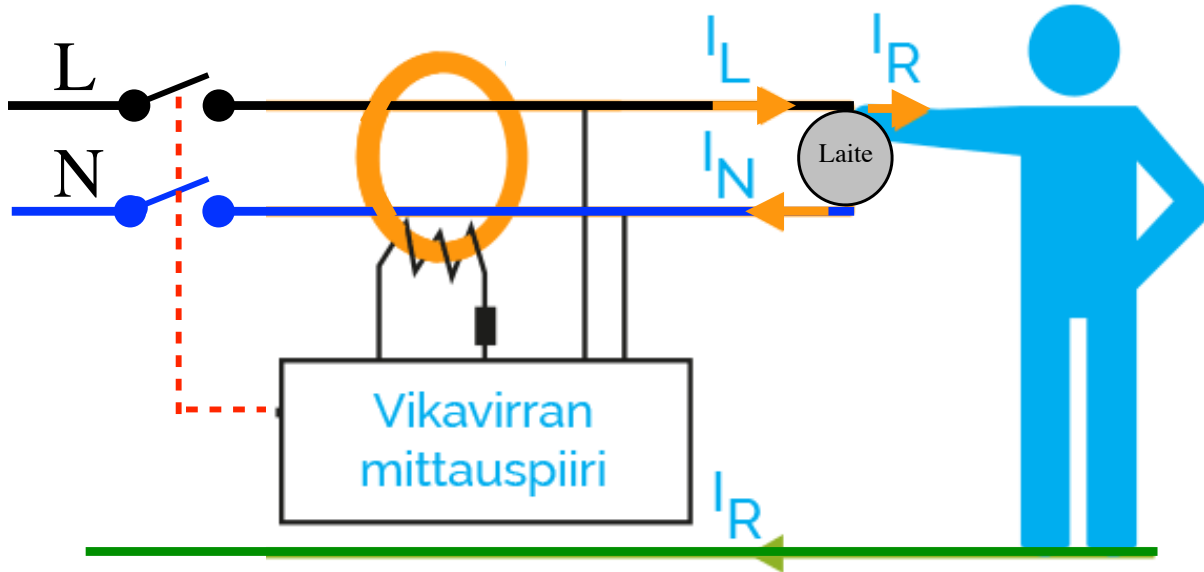 L
I_L
I_R
N
I_N
Laite
Vikavirran
mittauspiiri
I_R